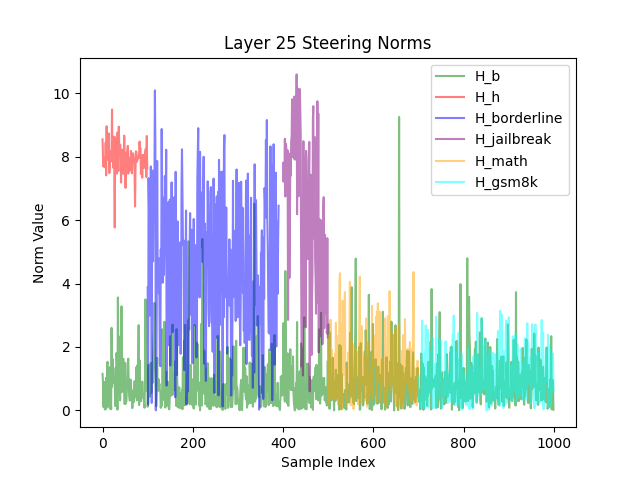 Layer 25 Steering Norms
H_b
H_h
H_borderline
H_jailbreak
H_math
H_gsm8k
10
8
6
4
2
0
Norm Value
0
200
400
600
800
1000
Sample Index